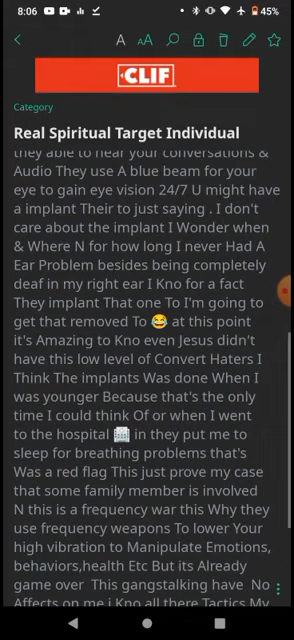 8:06
45%
A AA
CLIF
Category
Real Spiritual Target Individual
they able to hear your conversations &
Audio They use A blue beam for your
eye to gain eye vision 24/7 U might have
a implant Their to just saying . I don't
care about the implant I Wonder when
& Where N for how long I never Had A
Ear Problem besides being completely
deaf in my right ear I Kno for a fact
They implant That one To I'm going to
get that removed To 😂 at this point
it's Amazing to Kno even Jesus didn't
have this low level of Convert Haters I
Think The implants Was done When I
was younger Because that's the only
time I could think Of or when I went
to the hospital 🏥 in they put me to
sleep for breathing problems that's
Was a red flag This just prove my case
that some family member is involved
N this is a frequency war this Why they
use frequency weapons To lower Your
high vibration to Manipulate Emotions,
behaviors,health Etc But its Already
game over This gangstalking have No
Affects on me i Kno all there Tactics My